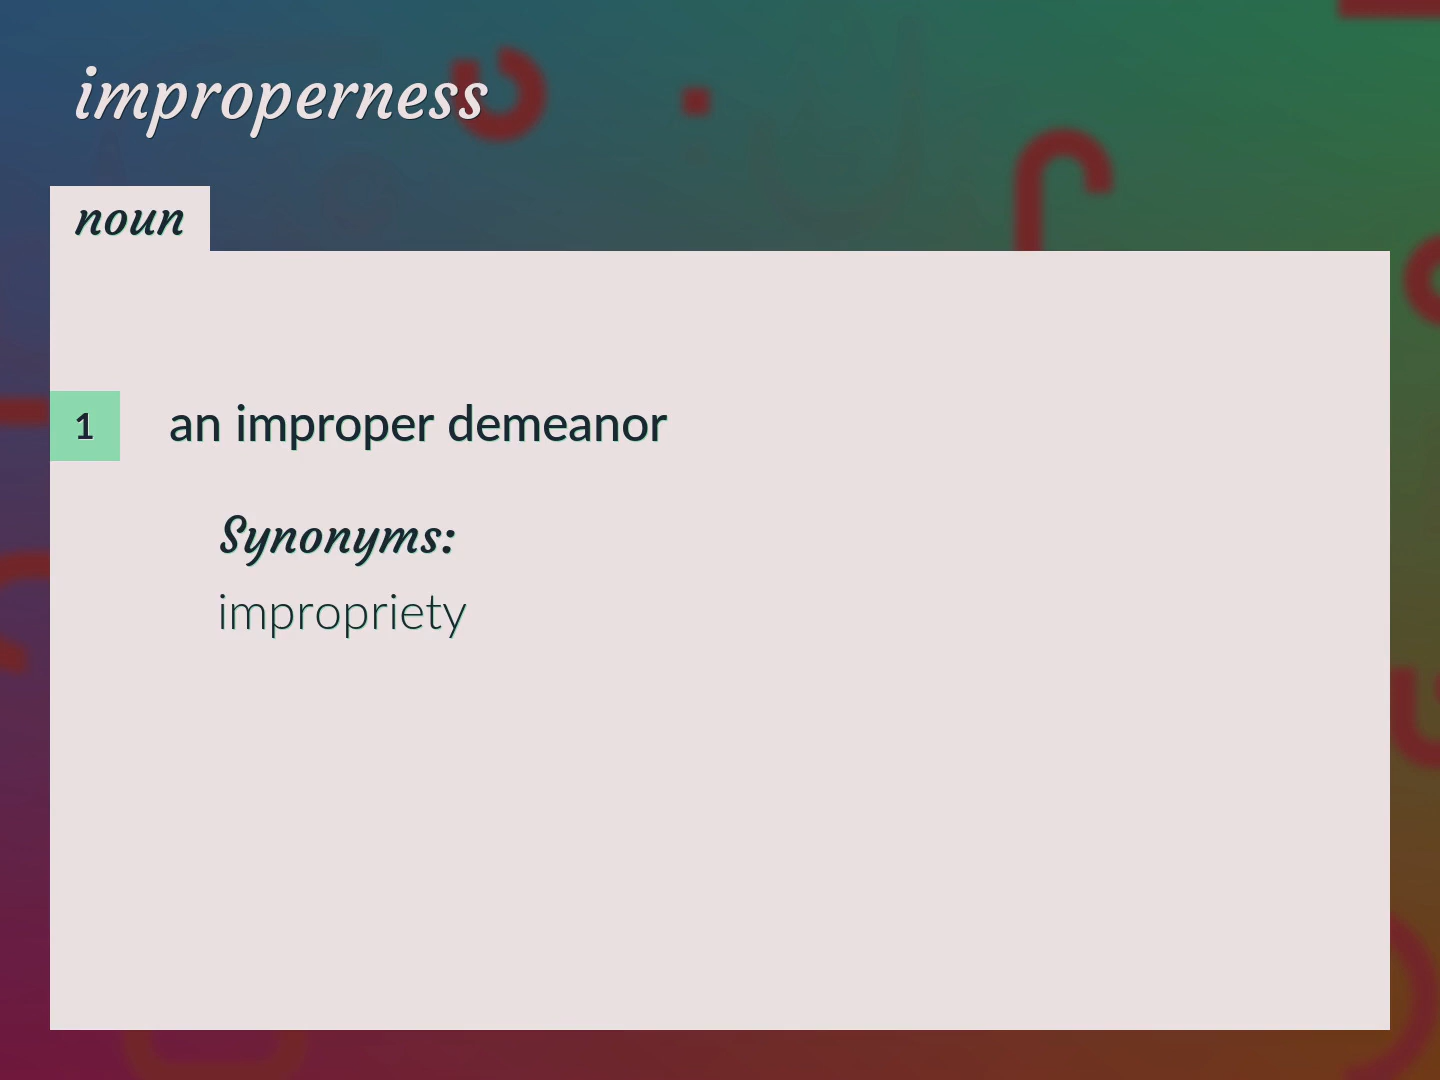 improperness
noun
1 an improper demeanor
Synonyms:
impropriety